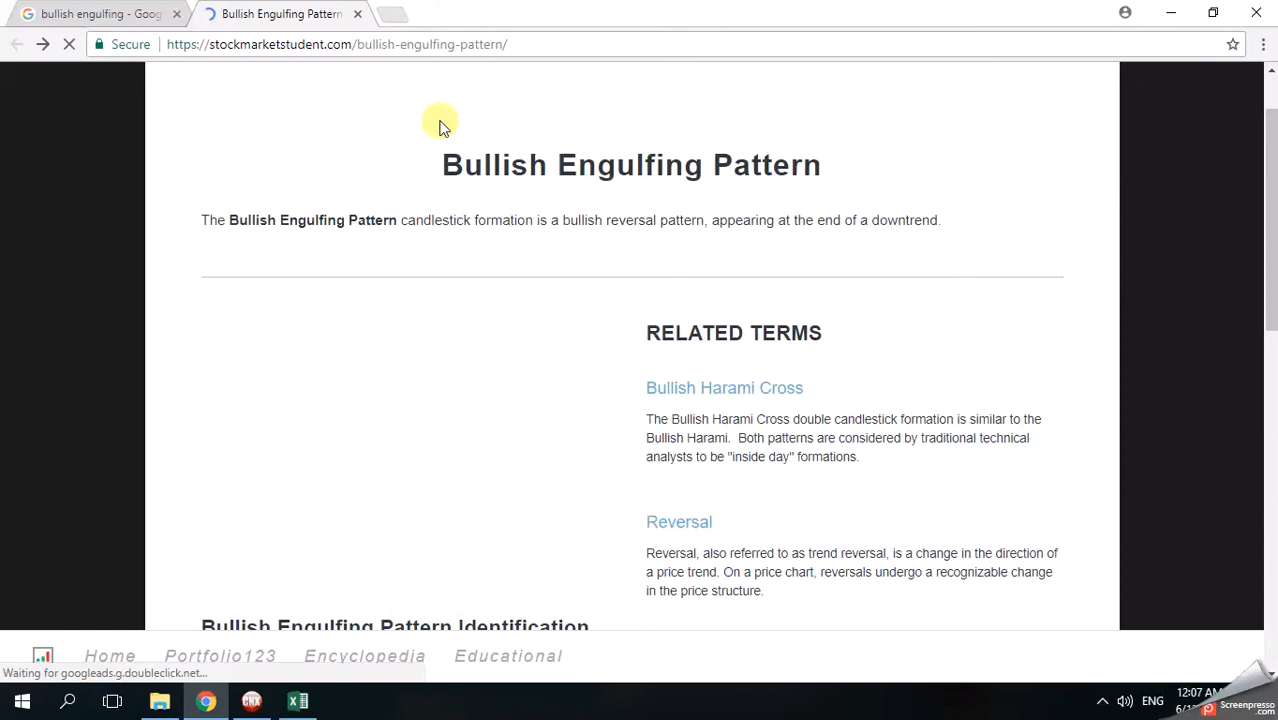 bullish engulfing - Goog
Bullish Engulfing Pattern
Secure
https://stockmarketstudent.com/bullish-engulfing-pattern/
Bullish Engulfing Pattern
The Bullish Engulfing Pattern candlestick formation is a bullish reversal pattern, appearing at the end of a downtrend.
RELATED TERMS
Bullish Harami Cross
The Bullish Harami Cross double candlestick formation is similar to the
Bullish Harami. Both patterns are considered by traditional technical
analysts to be "inside day" formations.
Reversal
Reversal, also referred to as trend reversal, is a change in the direction of
a price trend. On a price chart, reversals undergo a recognizable change
in the price structure.
Bullish Engulfing Pattern Identification
Home Portfolio123 Encyclopedia Educational
Waiting for googleads.g.doubleclick.net...
ENG
12:07 AM
Screenpresso
.com